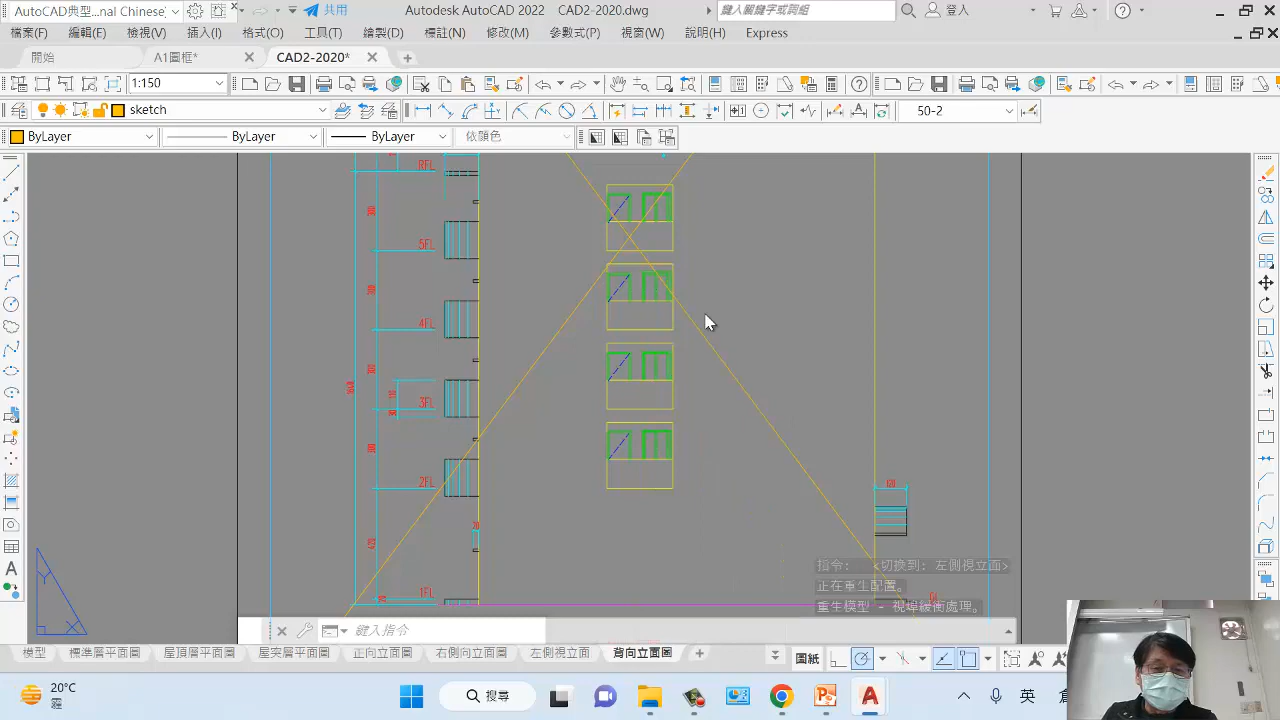 AutoCAD典型...nal Chinese
共用
Autodesk AutoCAD 2022 CAD2-2020.dwg
鍵入關鍵字或詞組
登入
檔案(F) 編輯(E) 檢視(V) 插入(I) 格式(O) 工具(T) 繪製(D) 標註(N) 修改(M) 參數式(P) 視窗(W) 說明(H) Express
開始 A1圖框* CAD2-2020*
1:150
sketch
50-2
ByLayer ByLayer ByLayer 依顏色
RFL
5FL
4FL
3FL
2FL
1FL
120
指令: <切換到: 左側視立面>
正在重生配置。
重生模型 - 視埠緩衝處理。
鍵入指令
模型 標準層平面圖 屋頂層平面圖 屋突層平面圖 正向立面圖 右側向立面圖 左側視立面 背向立面圖
圖紙
20°C
霾
搜尋
英